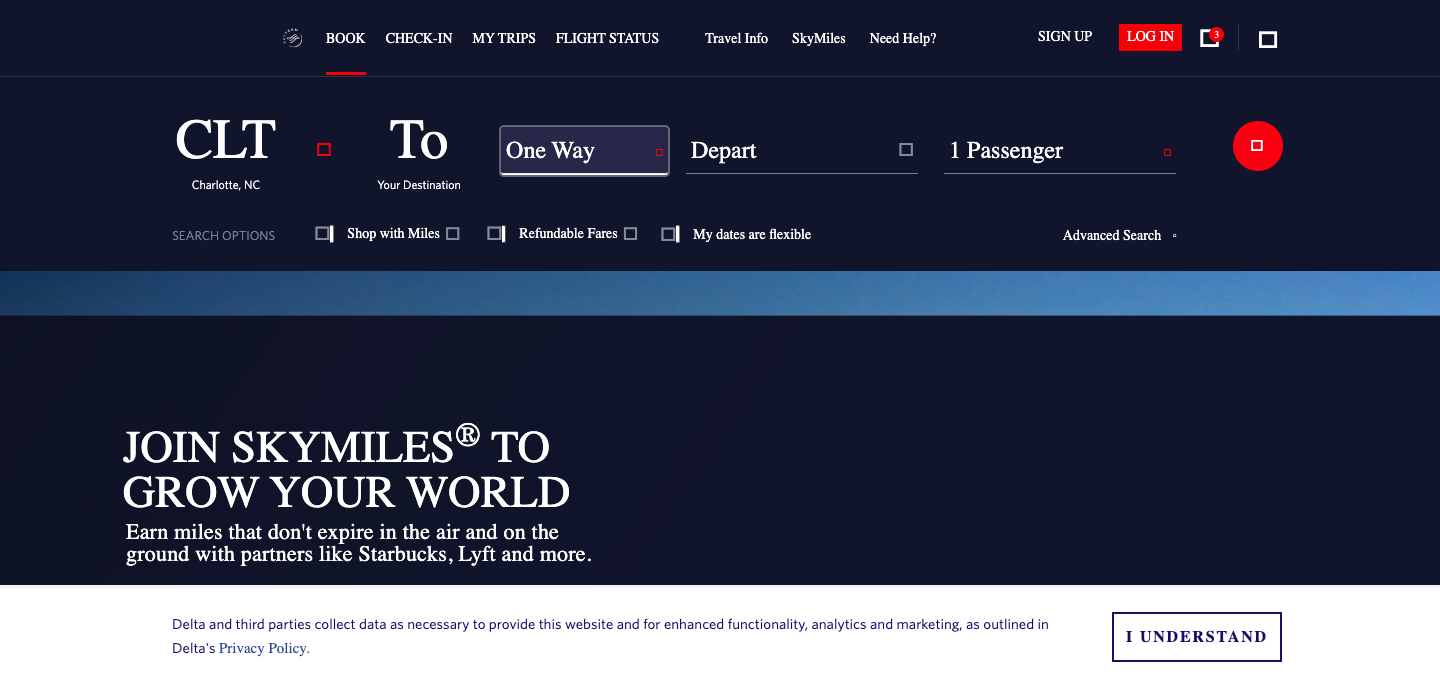 BOOK CHECK-IN MY TRIPS FLIGHT STATUS Travel Info SkyMiles Need Help? SIGN UP LOG IN 3
CLT To One Way Depart 1 Passenger
Charlotte, NC Your Destination
SEARCH OPTIONS Shop with Miles Refundable Fares My dates are flexible Advanced Search
JOIN SKYMILES® TO
GROW YOUR WORLD
Earn miles that don't expire in the air and on the
ground with partners like Starbucks, Lyft and more.
Delta and third parties collect data as necessary to provide this website and for enhanced functionality, analytics and marketing, as outlined in
Delta's Privacy Policy.
I UNDERSTAND